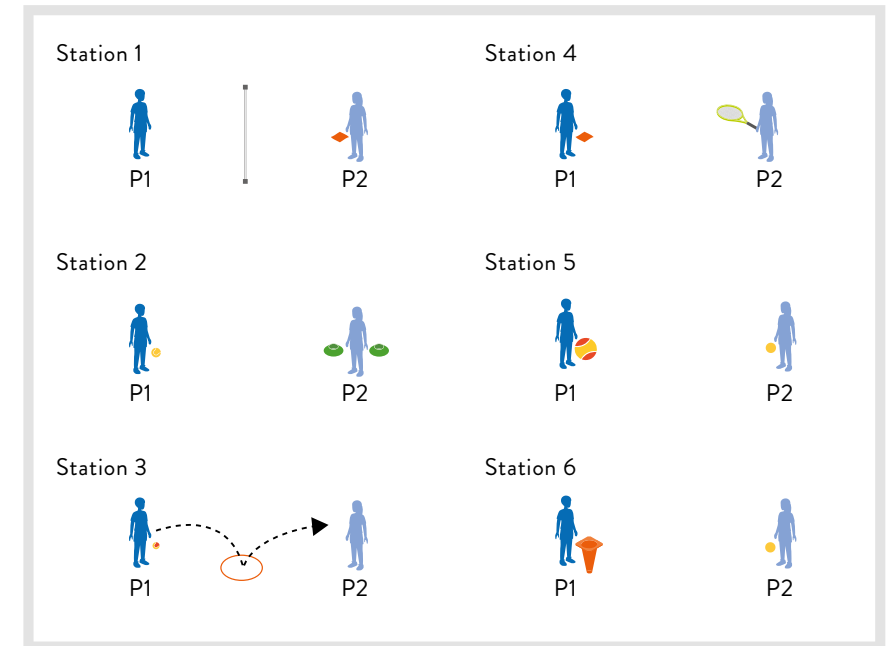 Station 1
P1
P2
Station 2
P1
P2
Station 3
P1
P2
Station 4
P1
P2
Station 5
P1
P2
Station 6
P1
P2